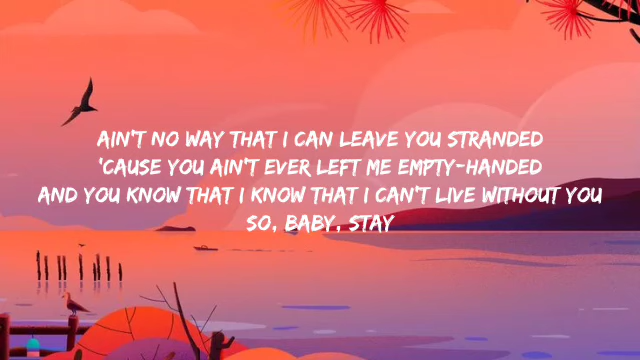 AIN'T NO WAY THAT I CAN LEAVE YOU STRANDED
'CAUSE YOU AIN'T EVER LEFT ME EMPTY-HANDED
AND YOU KNOW THAT I KNOW THAT I CAN'T LIVE WITHOUT YOU
SO, BABY, STAY